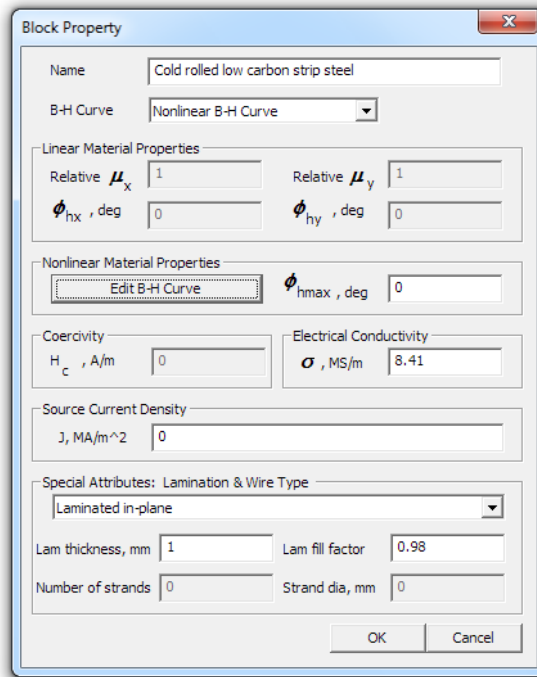 Block Property
Name Cold rolled low carbon strip steel
B-H Curve Nonlinear B-H Curve
Linear Material Properties
Relative μx 1 Relative μy 1
ϕhx , deg 0 ϕhy , deg 0
Nonlinear Material Properties
Edit B-H Curve ϕhmax , deg 0
Coercivity Electrical Conductivity
Hc , A/m 0 σ , MS/m 8.41
Source Current Density
J, MA/m^2 0
Special Attributes: Lamination & Wire Type
Laminated in-plane
Lam thickness, mm 1 Lam fill factor 0.98
Number of strands 0 Strand dia, mm 0
OK Cancel